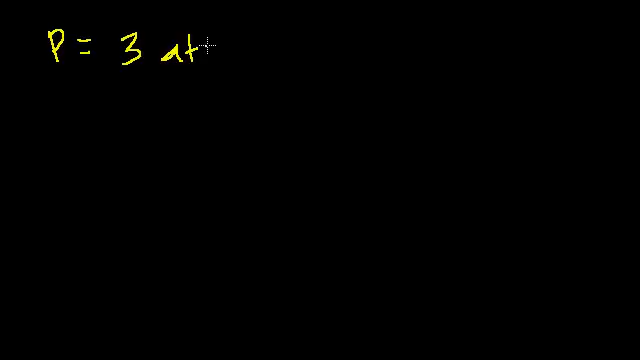 P = 3 at